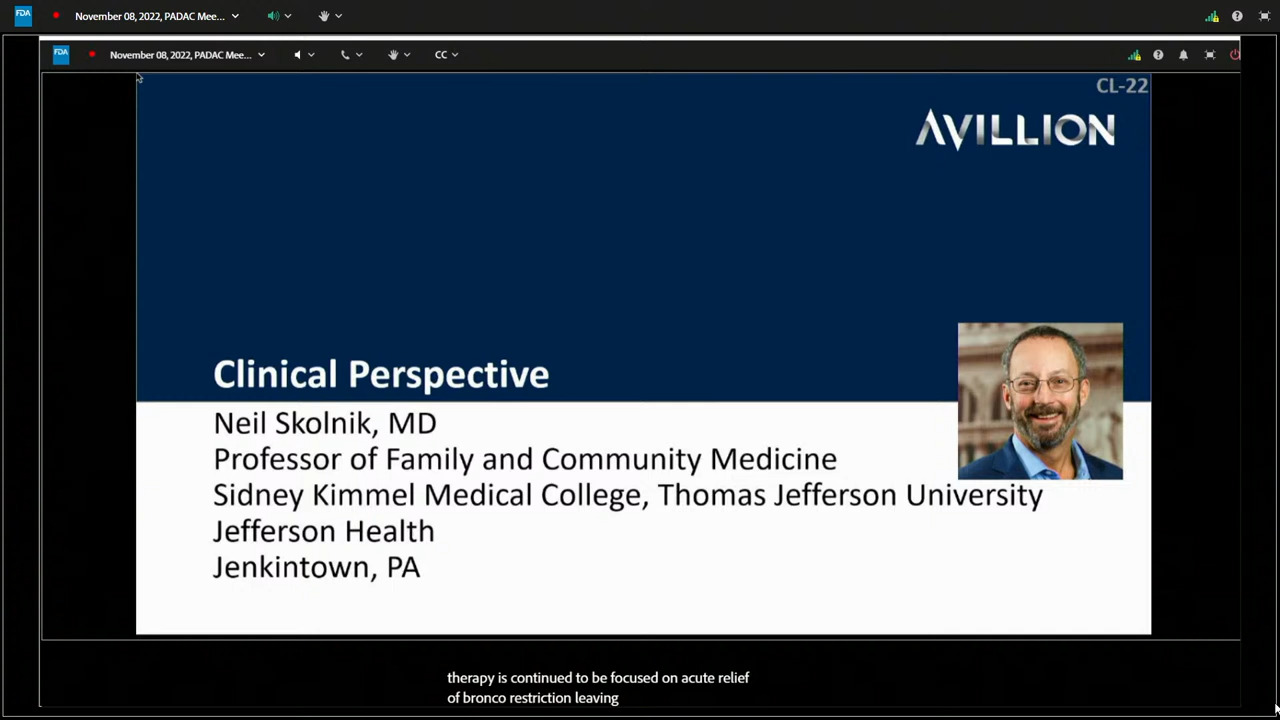 FDA
November 08, 2022, PADAC Mee...
FDA
November 08, 2022, PADAC Mee...
CC
CL-22
AVILLION
Clinical Perspective
Neil Skolnik, MD
Professor of Family and Community Medicine
Sidney Kimmel Medical College, Thomas Jefferson University
Jefferson Health
Jenkintown, PA
therapy is continued to be focused on acute relief
of bronco restriction leaving